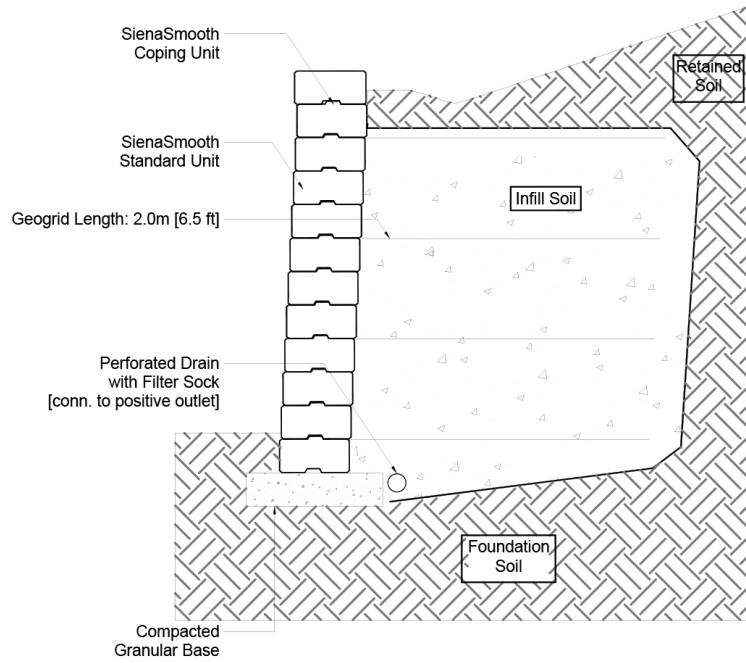 SienaSmooth
Coping Unit
Retained
Soil
SienaSmooth
Standard Unit
Infill Soil
Geogrid Length: 2.0m [6.5 ft]
Perforated Drain
with Filter Sock
[conn. to positive outlet]
Foundation
Soil
Compacted
Granular Base